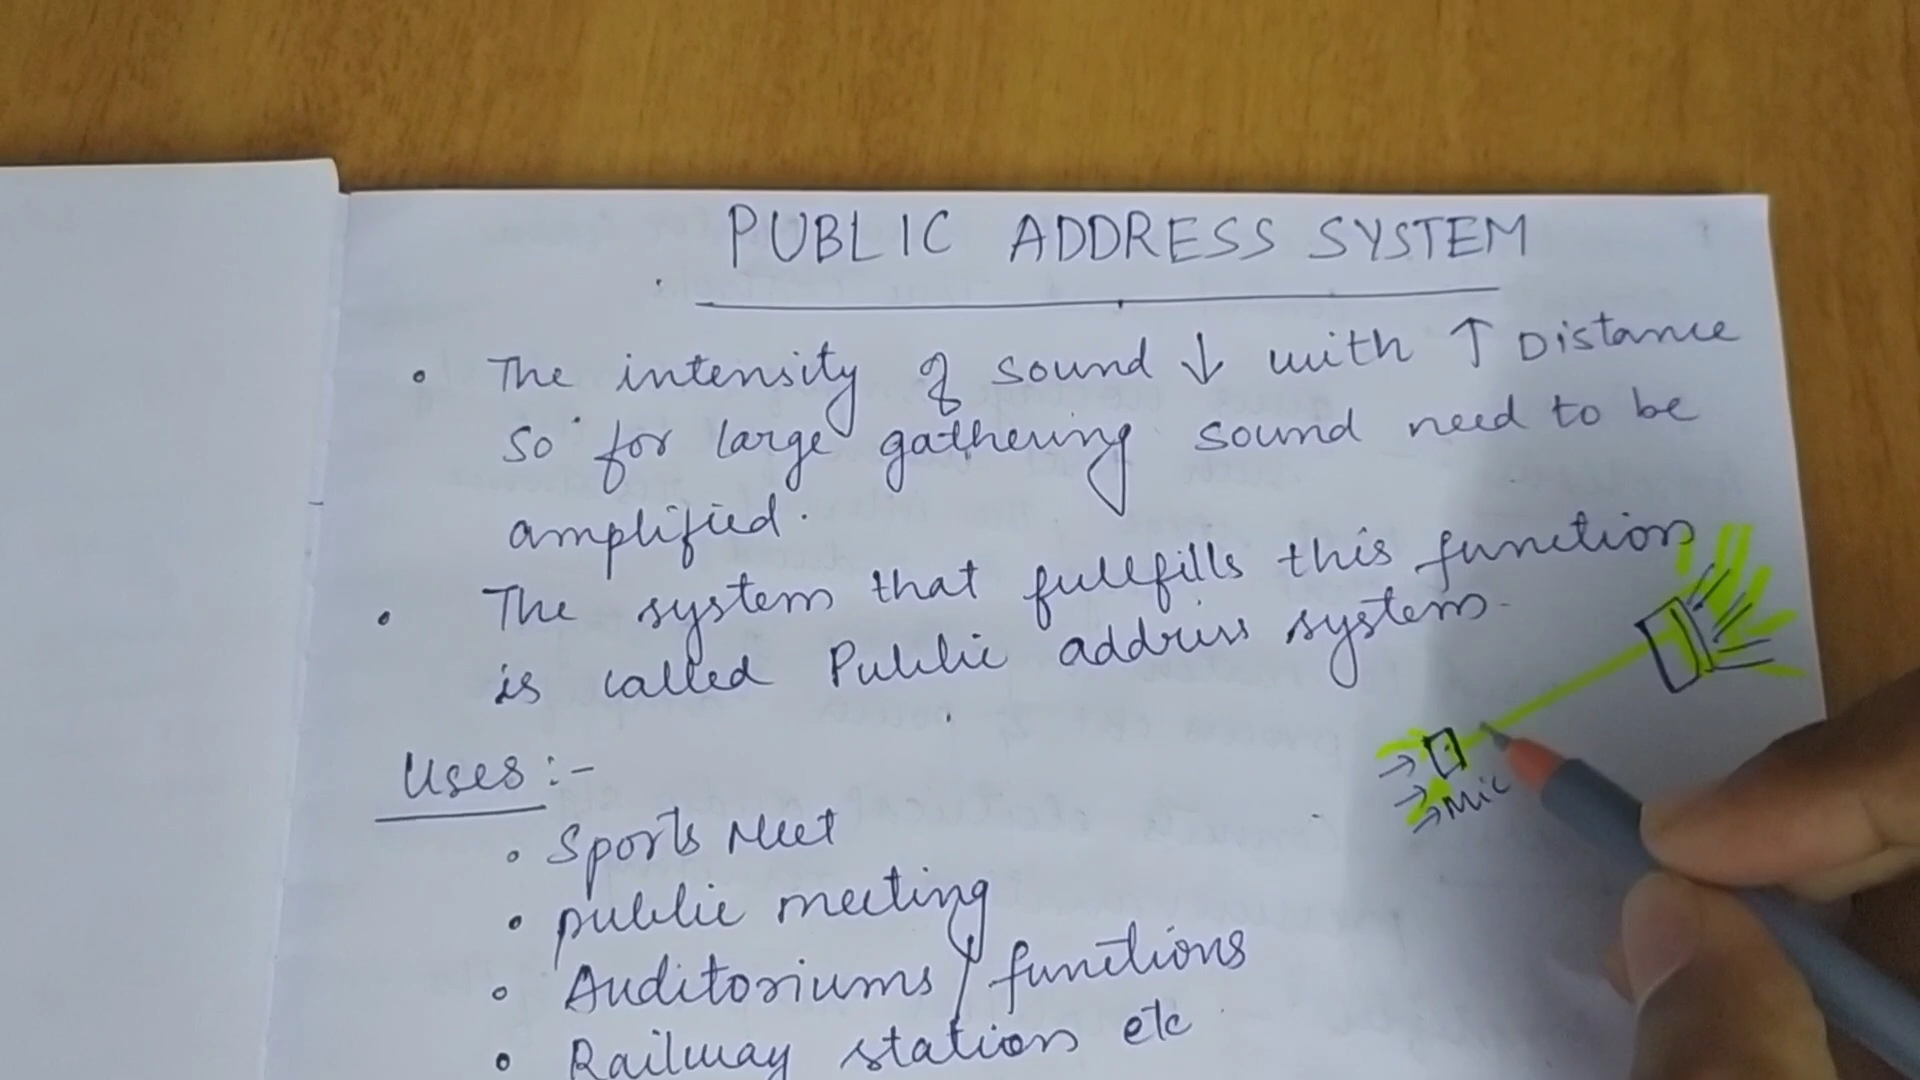 PUBLIC ADDRESS SYSTEM
• The intensity of sound ↓ with ↑ Distance
so for large gathering sound need to be
amplified.
• The system that fullfills this function
is called Public address system.
Mic
Uses :-
• Sports Meet
• public meeting
• Auditoriums / functions
• Railway station etc